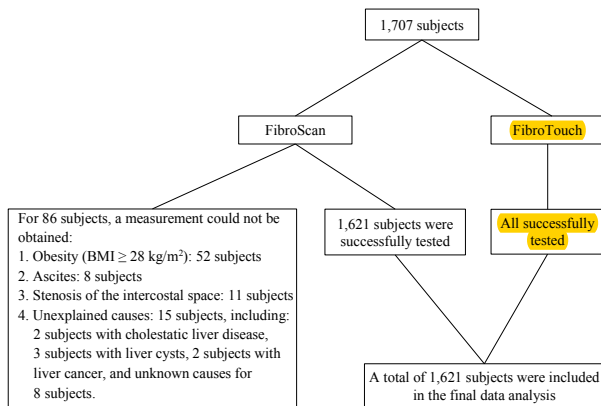 1,707 subjects
FibroScan
FibroTouch
For 86 subjects, a measurement could not be
obtained:
1. Obesity (BMI ≥ 28 kg/m²): 52 subjects
2. Ascites: 8 subjects
3. Stenosis of the intercostal space: 11 subjects
4. Unexplained causes: 15 subjects, including:
2 subjects with cholestatic liver disease,
3 subjects with liver cysts, 2 subjects with
liver cancer, and unknown causes for
8 subjects.
1,621 subjects were
successfully tested
All successfully
tested
A total of 1,621 subjects were included
in the final data analysis